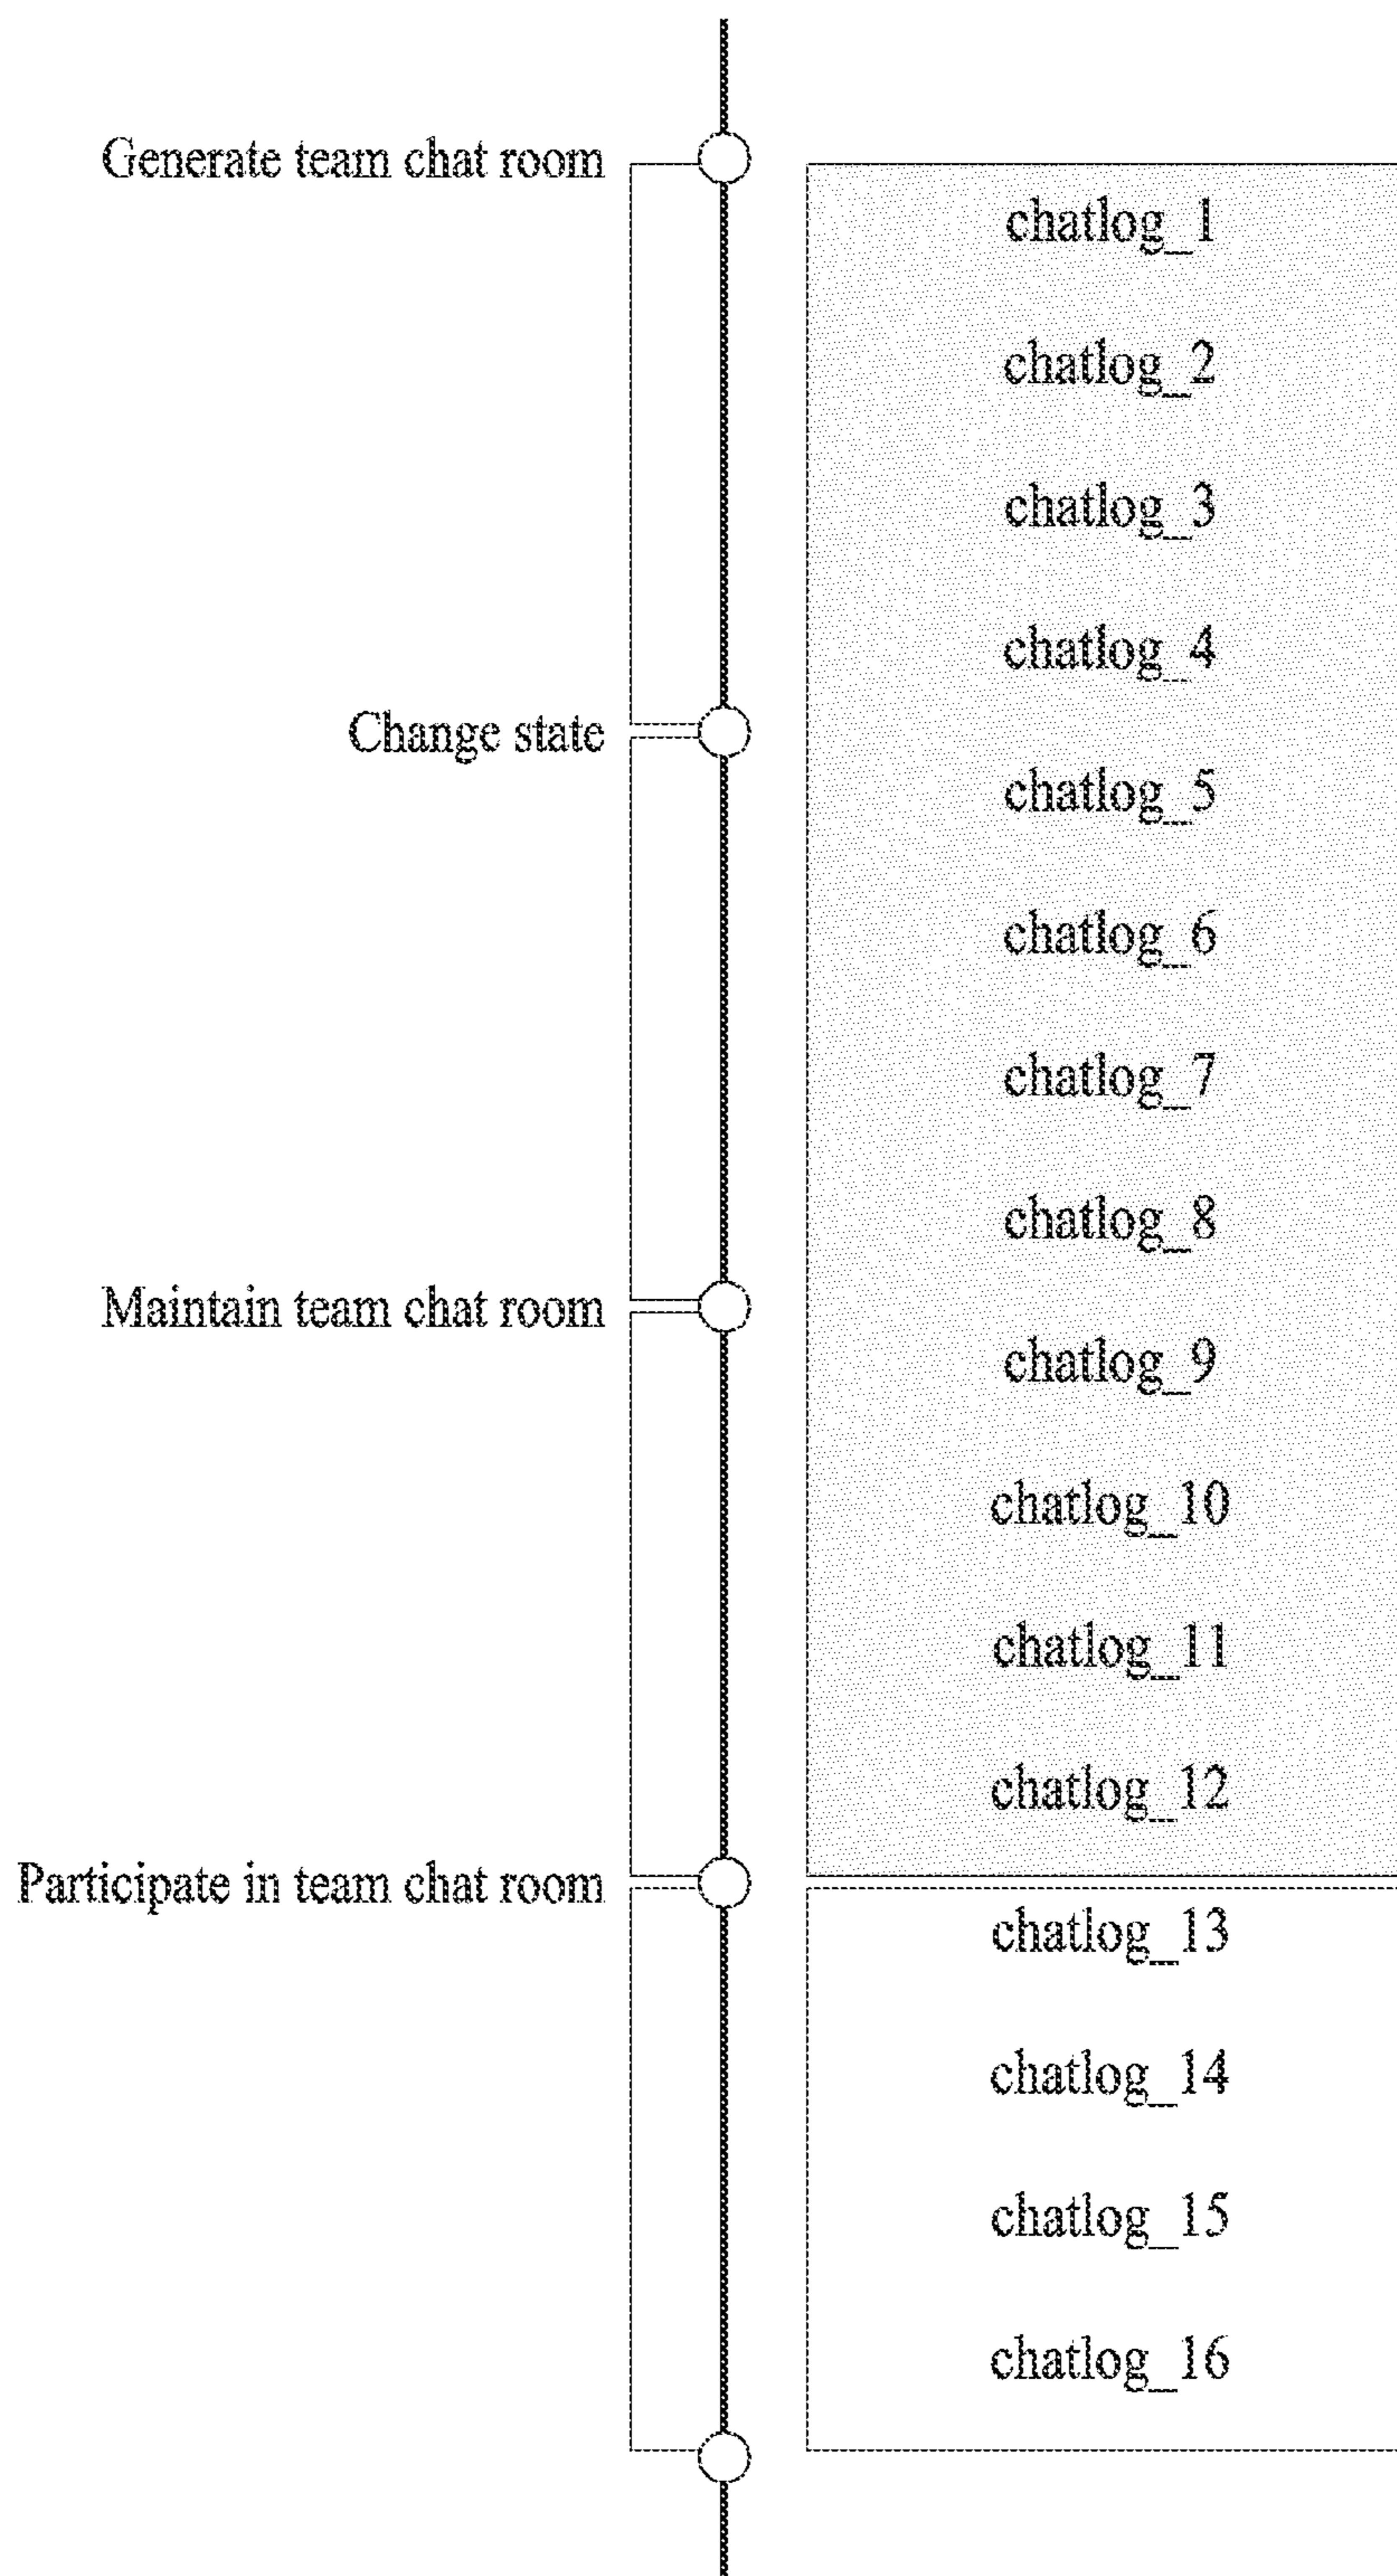 Generate team chat room
chatlog_1
chatlog_2
chatlog_3
chatlog_4
Change state
chatlog_5
chatlog_6
chatlog_7
chatlog_8
Maintain team chat room
chatlog_9
chatlog_10
chatlog_11
chatlog_12
Participate in team chat room
chatlog_13
chatlog_14
chatlog_15
chatlog_16